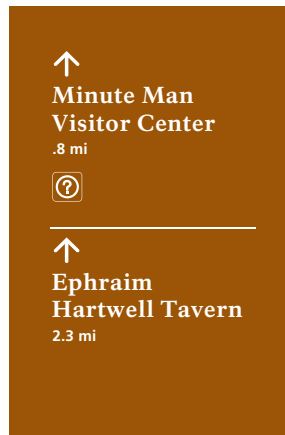 Minute Man
Visitor Center
.8 mi
?
Ephraim
Hartwell Tavern
2.3 mi